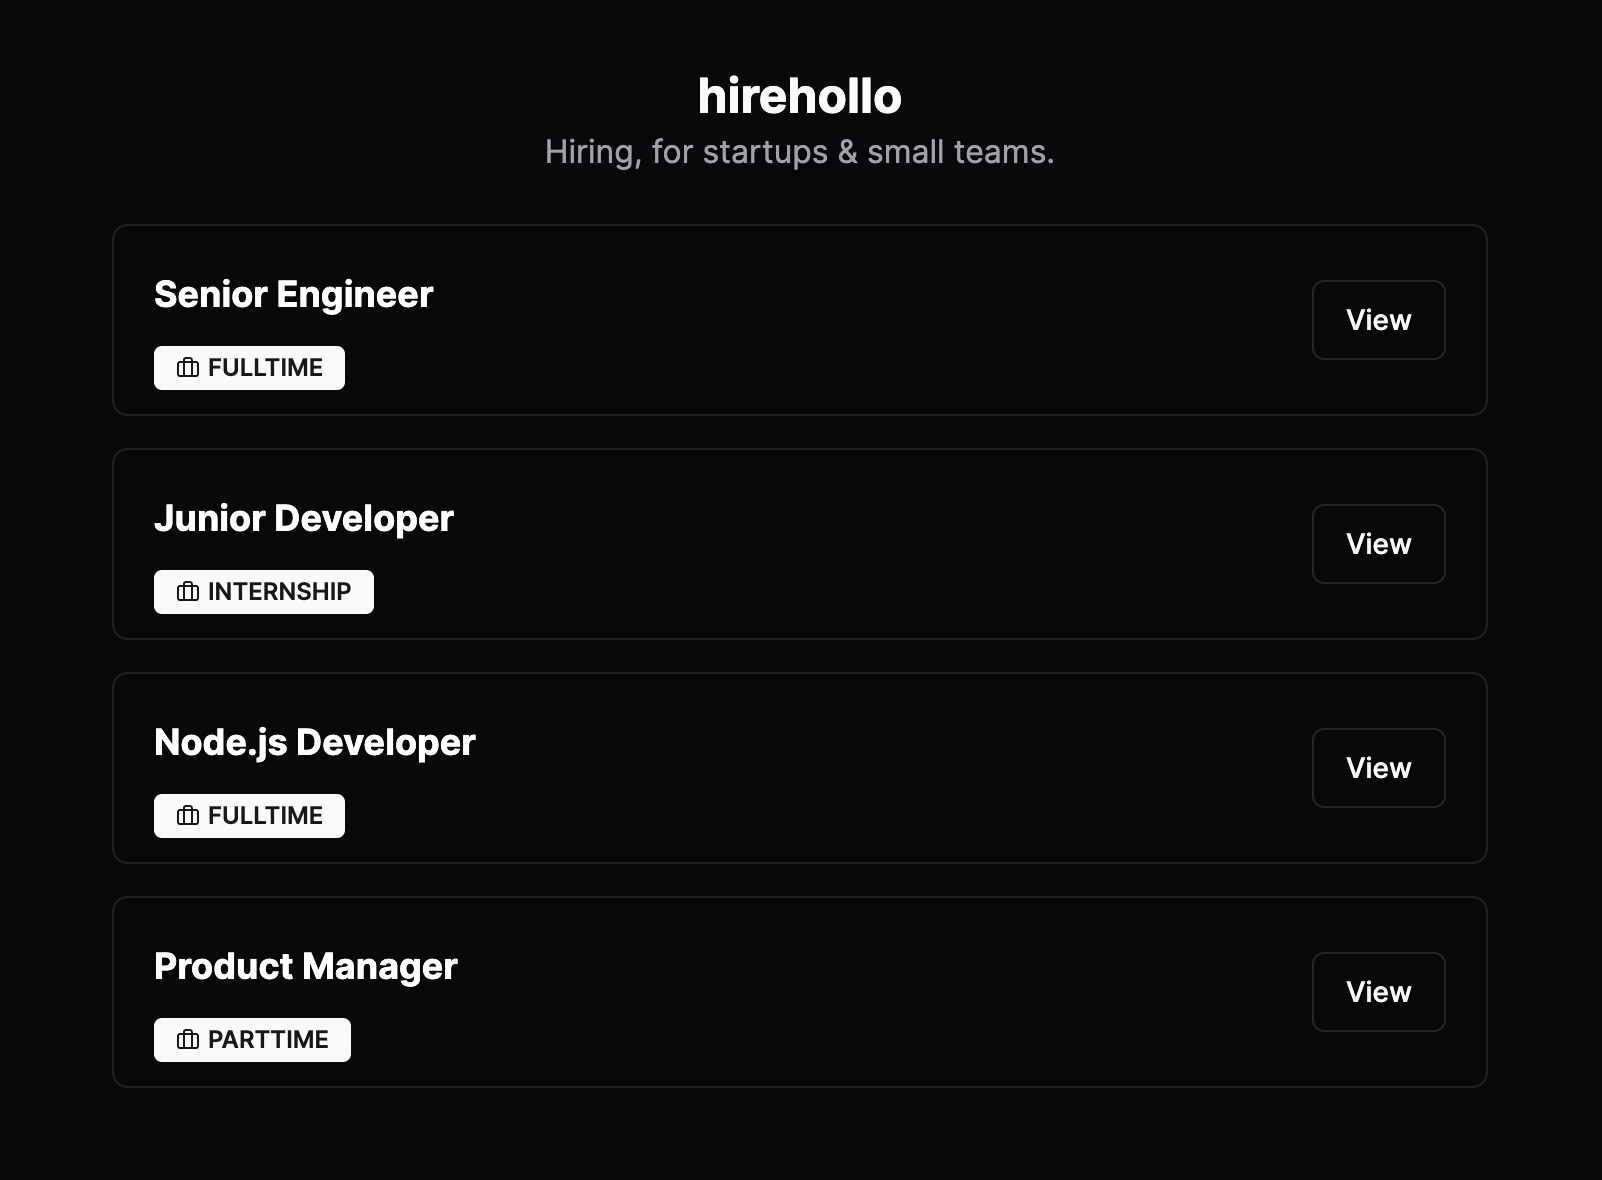 hirehollo
Hiring, for startups & small teams.
Senior Engineer
View
FULLTIME
Junior Developer
View
INTERNSHIP
Node.js Developer
View
FULLTIME
Product Manager
View
PARTTIME